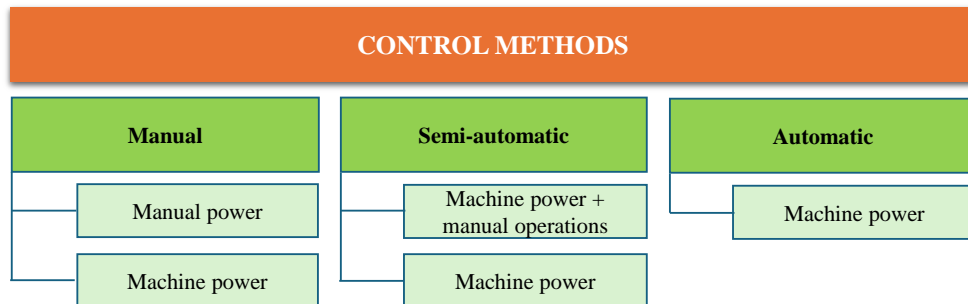 CONTROL METHODS
Manual
Manual power
Machine power
Semi-automatic
Machine power +
manual operations
Machine power
Automatic
Machine power